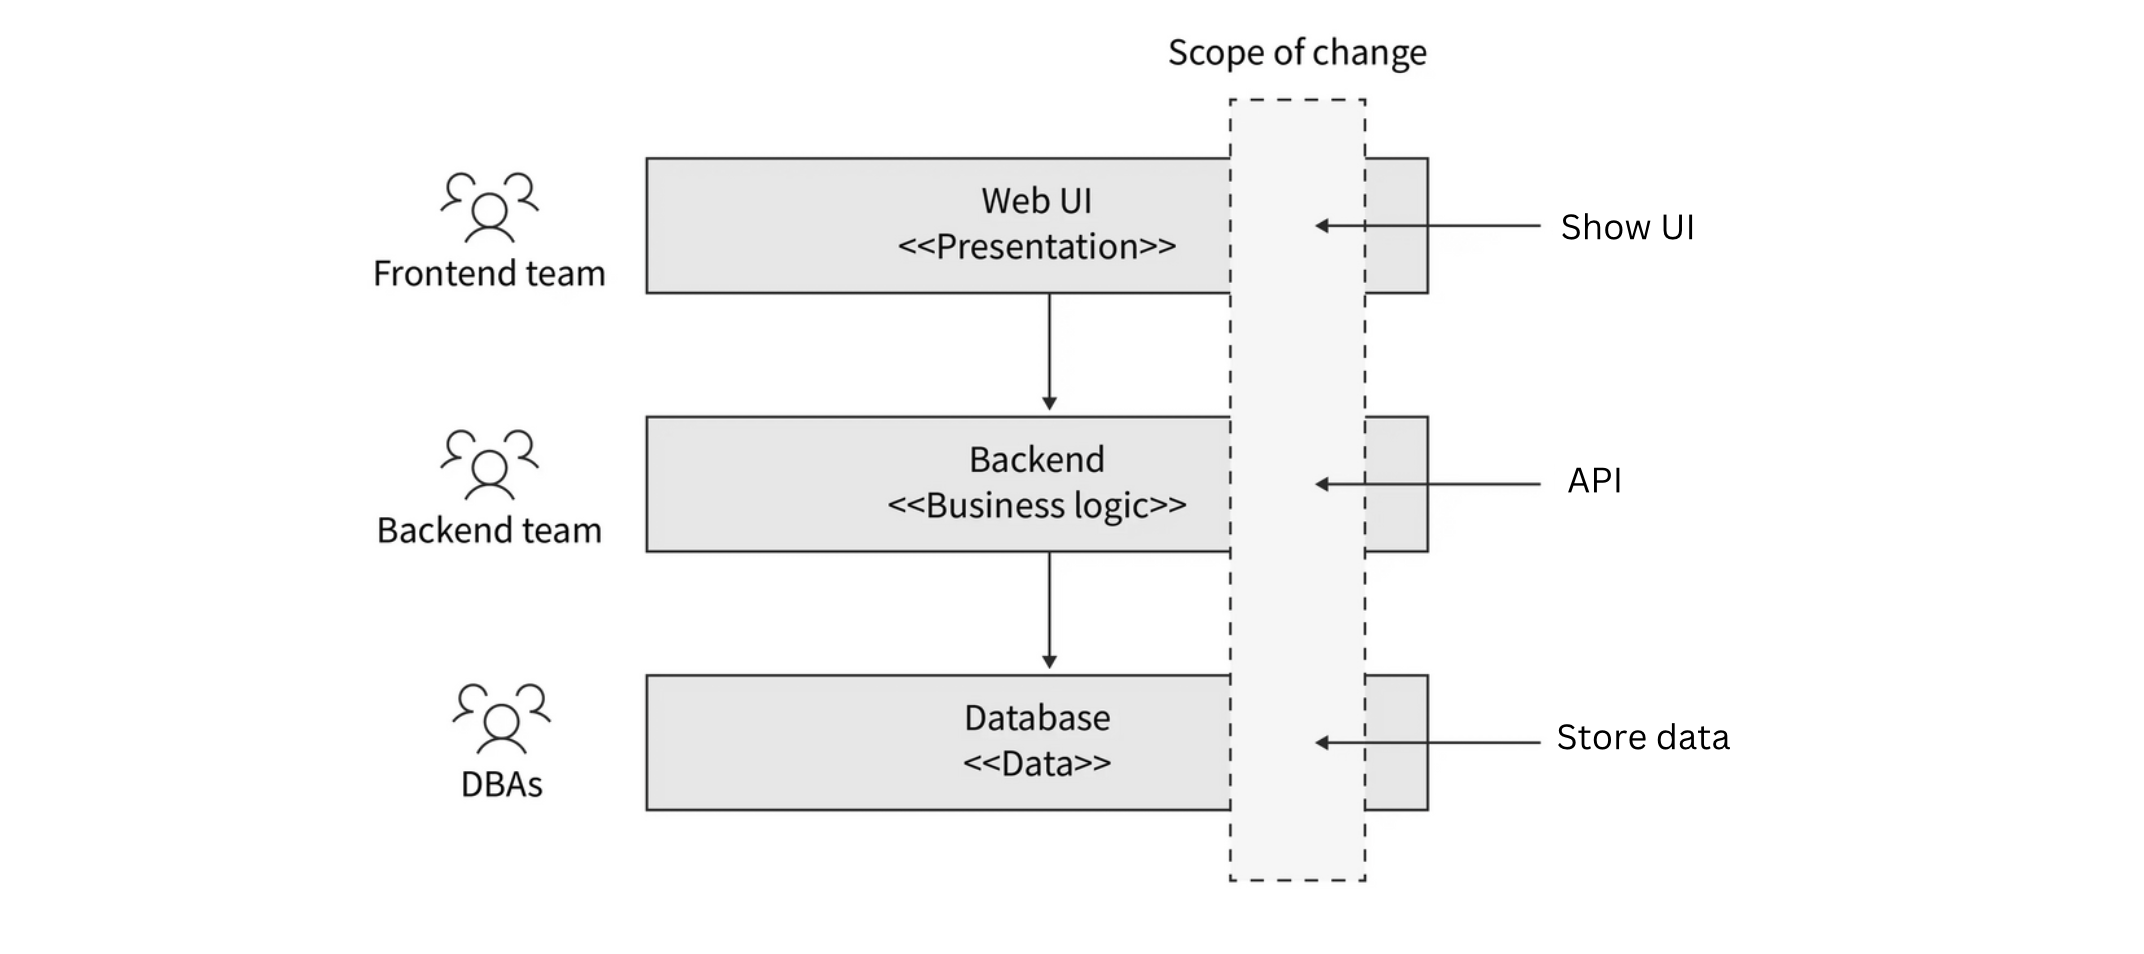 Scope of change
Frontend team
Web UI
<<Presentation>>
Show UI
Backend team
Backend
<<Business logic>>
API
DBAs
Database
<<Data>>
Store data